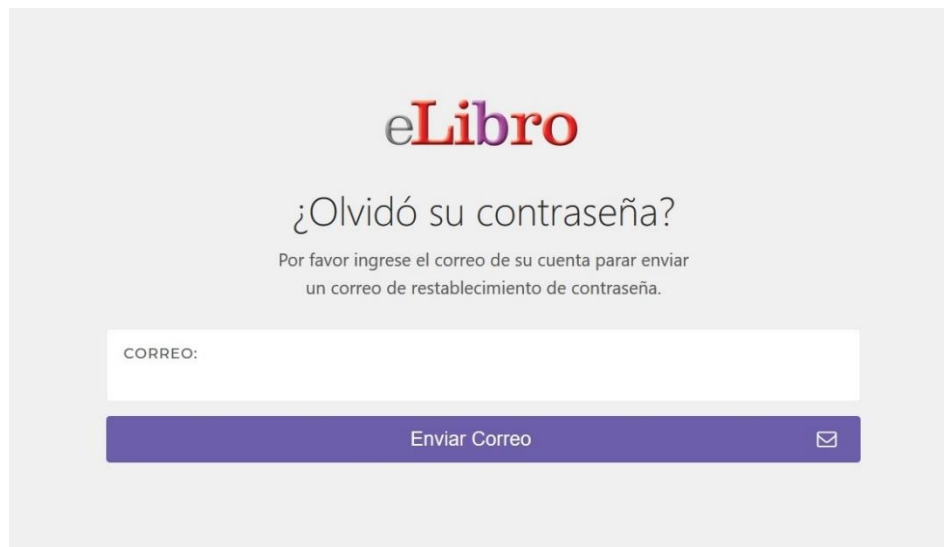 eLibro
¿Olvidó su contraseña?
Por favor ingrese el correo de su cuenta parar enviar
un correo de restablecimiento de contraseña.
CORREO:
Enviar Correo